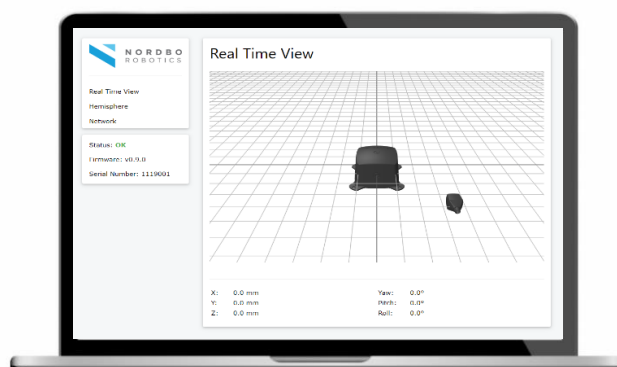 NORDBO
ROBOTICS
Real Time View
Hemisphere
Network
Status: OK
Firmware: v0.9.0
Serial Number: 1119001
Real Time View
X: 0.0 mm
Y: 0.0 mm
Z: 0.0 mm
Yaw: 0.0°
Pitch: 0.0°
Roll: 0.0°